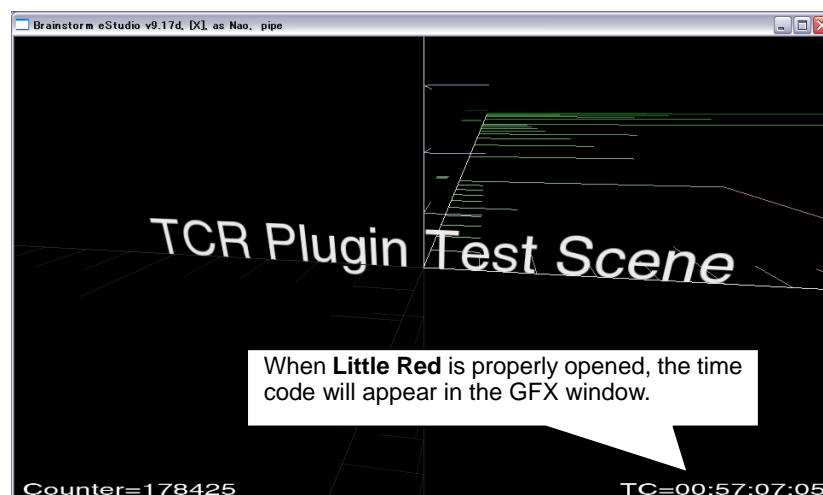 Brainstorm eStudio v9.17d, [X], as Nao, pipe
TCR Plugin Test Scene
When Little Red is properly opened, the time
code will appear in the GFX window.
Counter=178425
TC=00:57:07:05